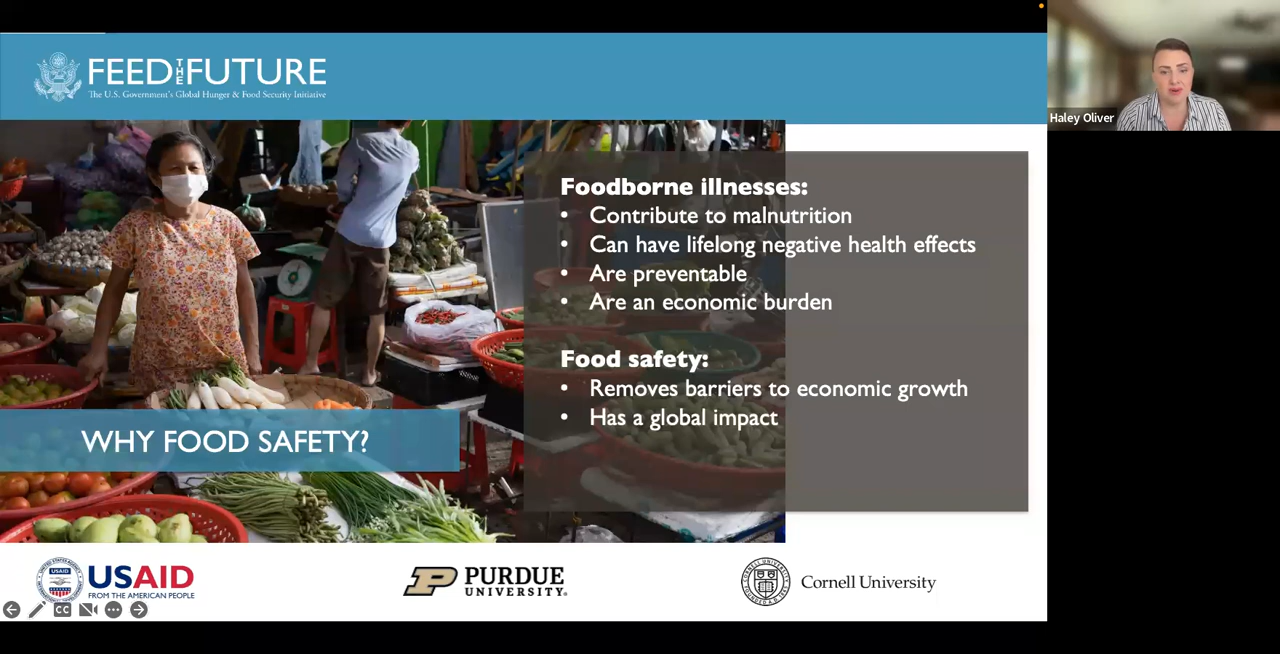 FEED THE FUTURE
The U.S. Government's Global Hunger & Food Security Initiative
Haley Oliver
Foodborne illnesses:
• Contribute to malnutrition
• Can have lifelong negative health effects
• Are preventable
• Are an economic burden
Food safety:
• Removes barriers to economic growth
• Has a global impact
WHY FOOD SAFETY?
USAID
USAID
FROM THE AMERICAN PEOPLE
P PURDUE
UNIVERSITY®
Cornell University
CC